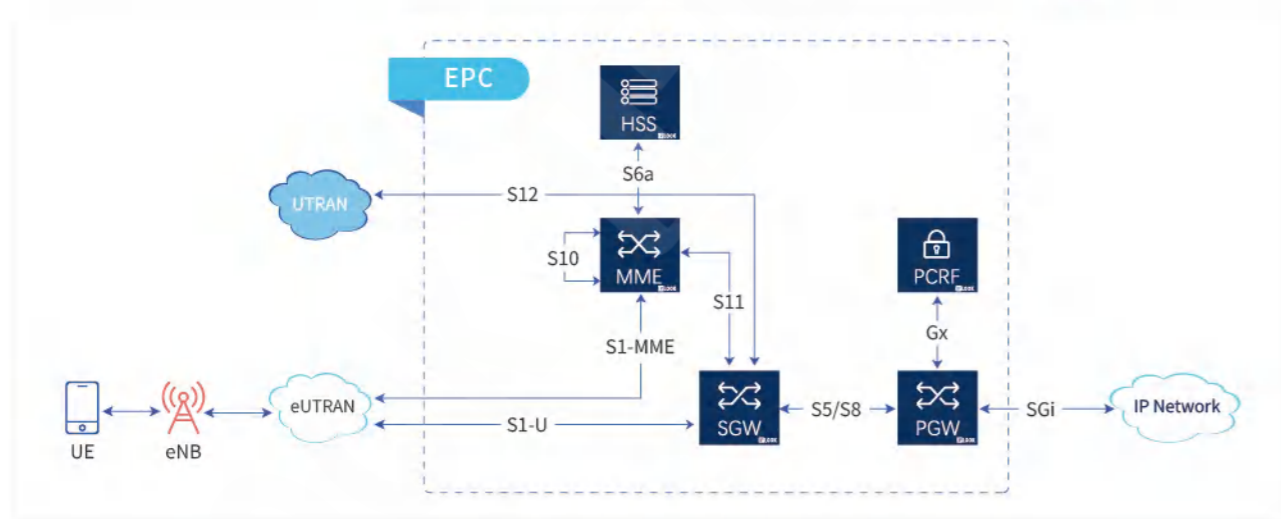 EPC
HSS
S6a
UTRAN
S12
S10
MME
S11
PCRF
Gx
S1-MME
UE
eNB
eUTRAN
S1-U
SGW
S5/S8
PGW
SGi
IP Network